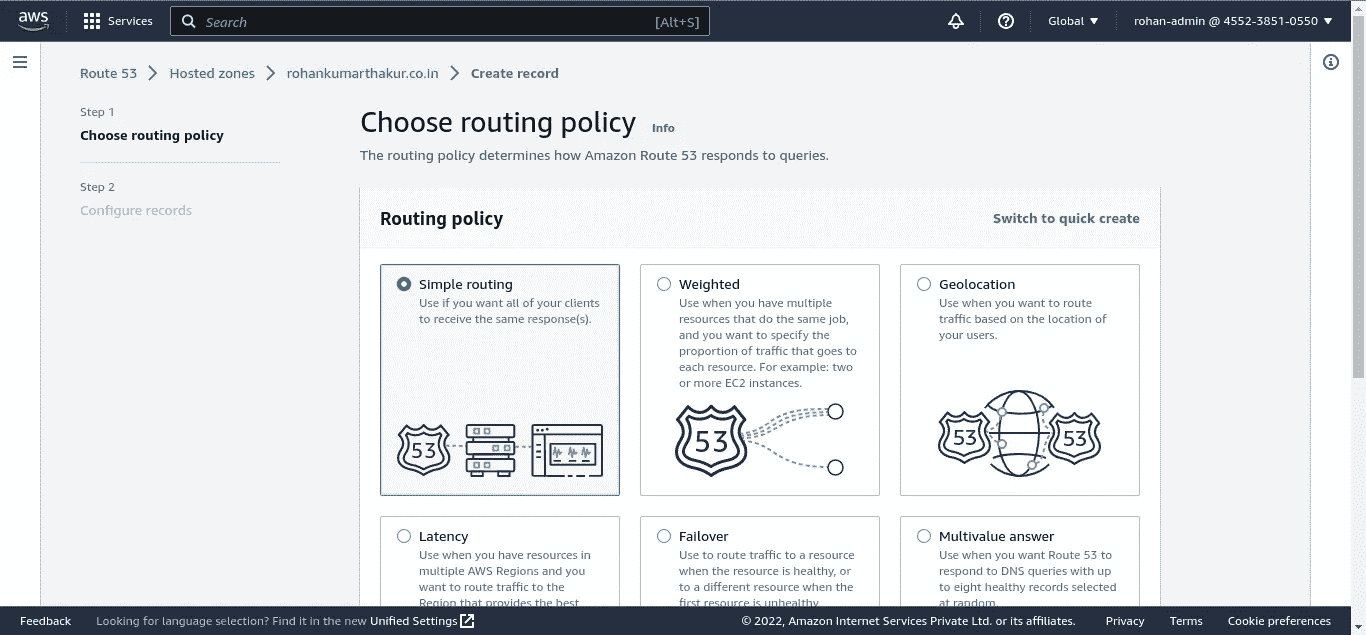 aws
Services
Search
[Alt+S]
Global
rohan-admin @ 4552-3851-0550
Route 53
Hosted zones
rohankumarthakur.co.in
Create record
Step 1
Choose routing policy
Step 2
Configure records
Choose routing policy
Info
The routing policy determines how Amazon Route 53 responds to queries.
Routing policy
Switch to quick create
Simple routing
Use if you want all of your clients
to receive the same response(s).
53
Weighted
Use when you have multiple
resources that do the same job,
and you want to specify the
proportion of traffic that goes to
each resource. For example: two
or more EC2 instances.
53
Geolocation
Use when you want to route
traffic based on the location of
your users.
53
53
Latency
Use when you have resources in
multiple AWS Regions and you
want to route traffic to the
Region that provides the best
Failover
Use to route traffic to a resource
when the resource is healthy, or
to a different resource when the
first resource is unhealthy.
Multivalue answer
Use when you want Route 53 to
respond to DNS queries with up
to eight healthy records selected
at random.
Feedback
Looking for language selection? Find it in the new Unified Settings
© 2022, Amazon Internet Services Private Ltd. or its affiliates.
Privacy
Terms
Cookie preferences